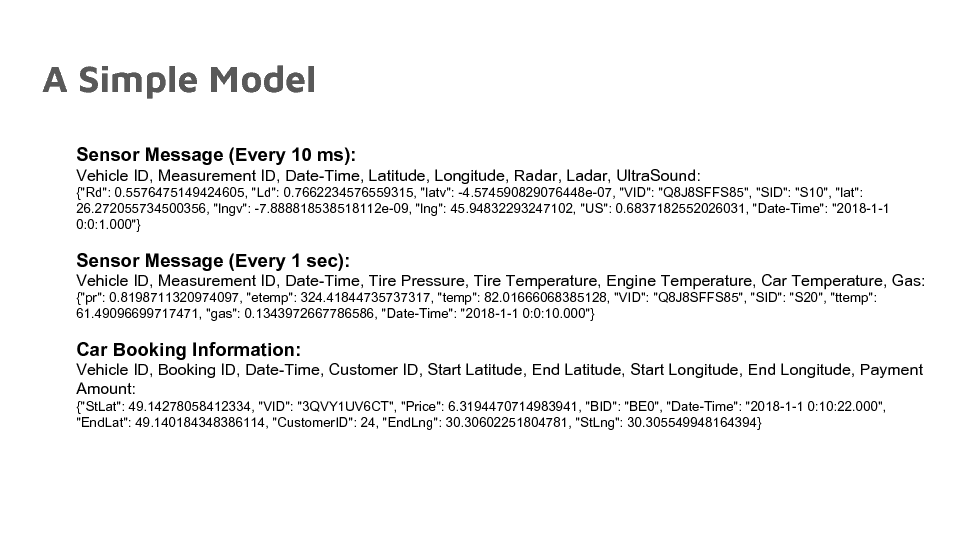 A Simple Model
Sensor Message (Every 10 ms):
Vehicle ID, Measurement ID, Date-Time, Latitude, Longitude, Radar, Ladar, UltraSound:
{"Rd": 0.5576475149424605, "Ld": 0.7662234576559315, "latv": -4.574590829076448e-07, "VID": "Q8J8SFFS85", "SID": "S10", "lat":
26.272055734500356, "lngv": -7.888818538518112e-09, "lng": 45.94832293247102, "US": 0.6837182552026031, "Date-Time": "2018-1-1
0:0:1.000"}
Sensor Message (Every 1 sec):
Vehicle ID, Measurement ID, Date-Time, Tire Pressure, Tire Temperature, Engine Temperature, Car Temperature, Gas:
{"pr": 0.8198711320974097, "etemp": 324.41844735737317, "temp": 82.01666068385128, "VID": "Q8J8SFFS85", "SID": "S20", "ttemp":
61.49096699717471, "gas": 0.1343972667786586, "Date-Time": "2018-1-1 0:0:10.000"}
Car Booking Information:
Vehicle ID, Booking ID, Date-Time, Customer ID, Start Latitude, End Latitude, Start Longitude, End Longitude, Payment
Amount:
{"StLat": 49.14278058412334, "VID": "3QVY1UV6CT", "Price": 6.3194470714983941, "BID": "BE0", "Date-Time": "2018-1-1 0:10:22.000",
"EndLat": 49.140184348386114, "CustomerID": 24, "EndLng": 30.30602251804781, "StLng": 30.305549948164394}